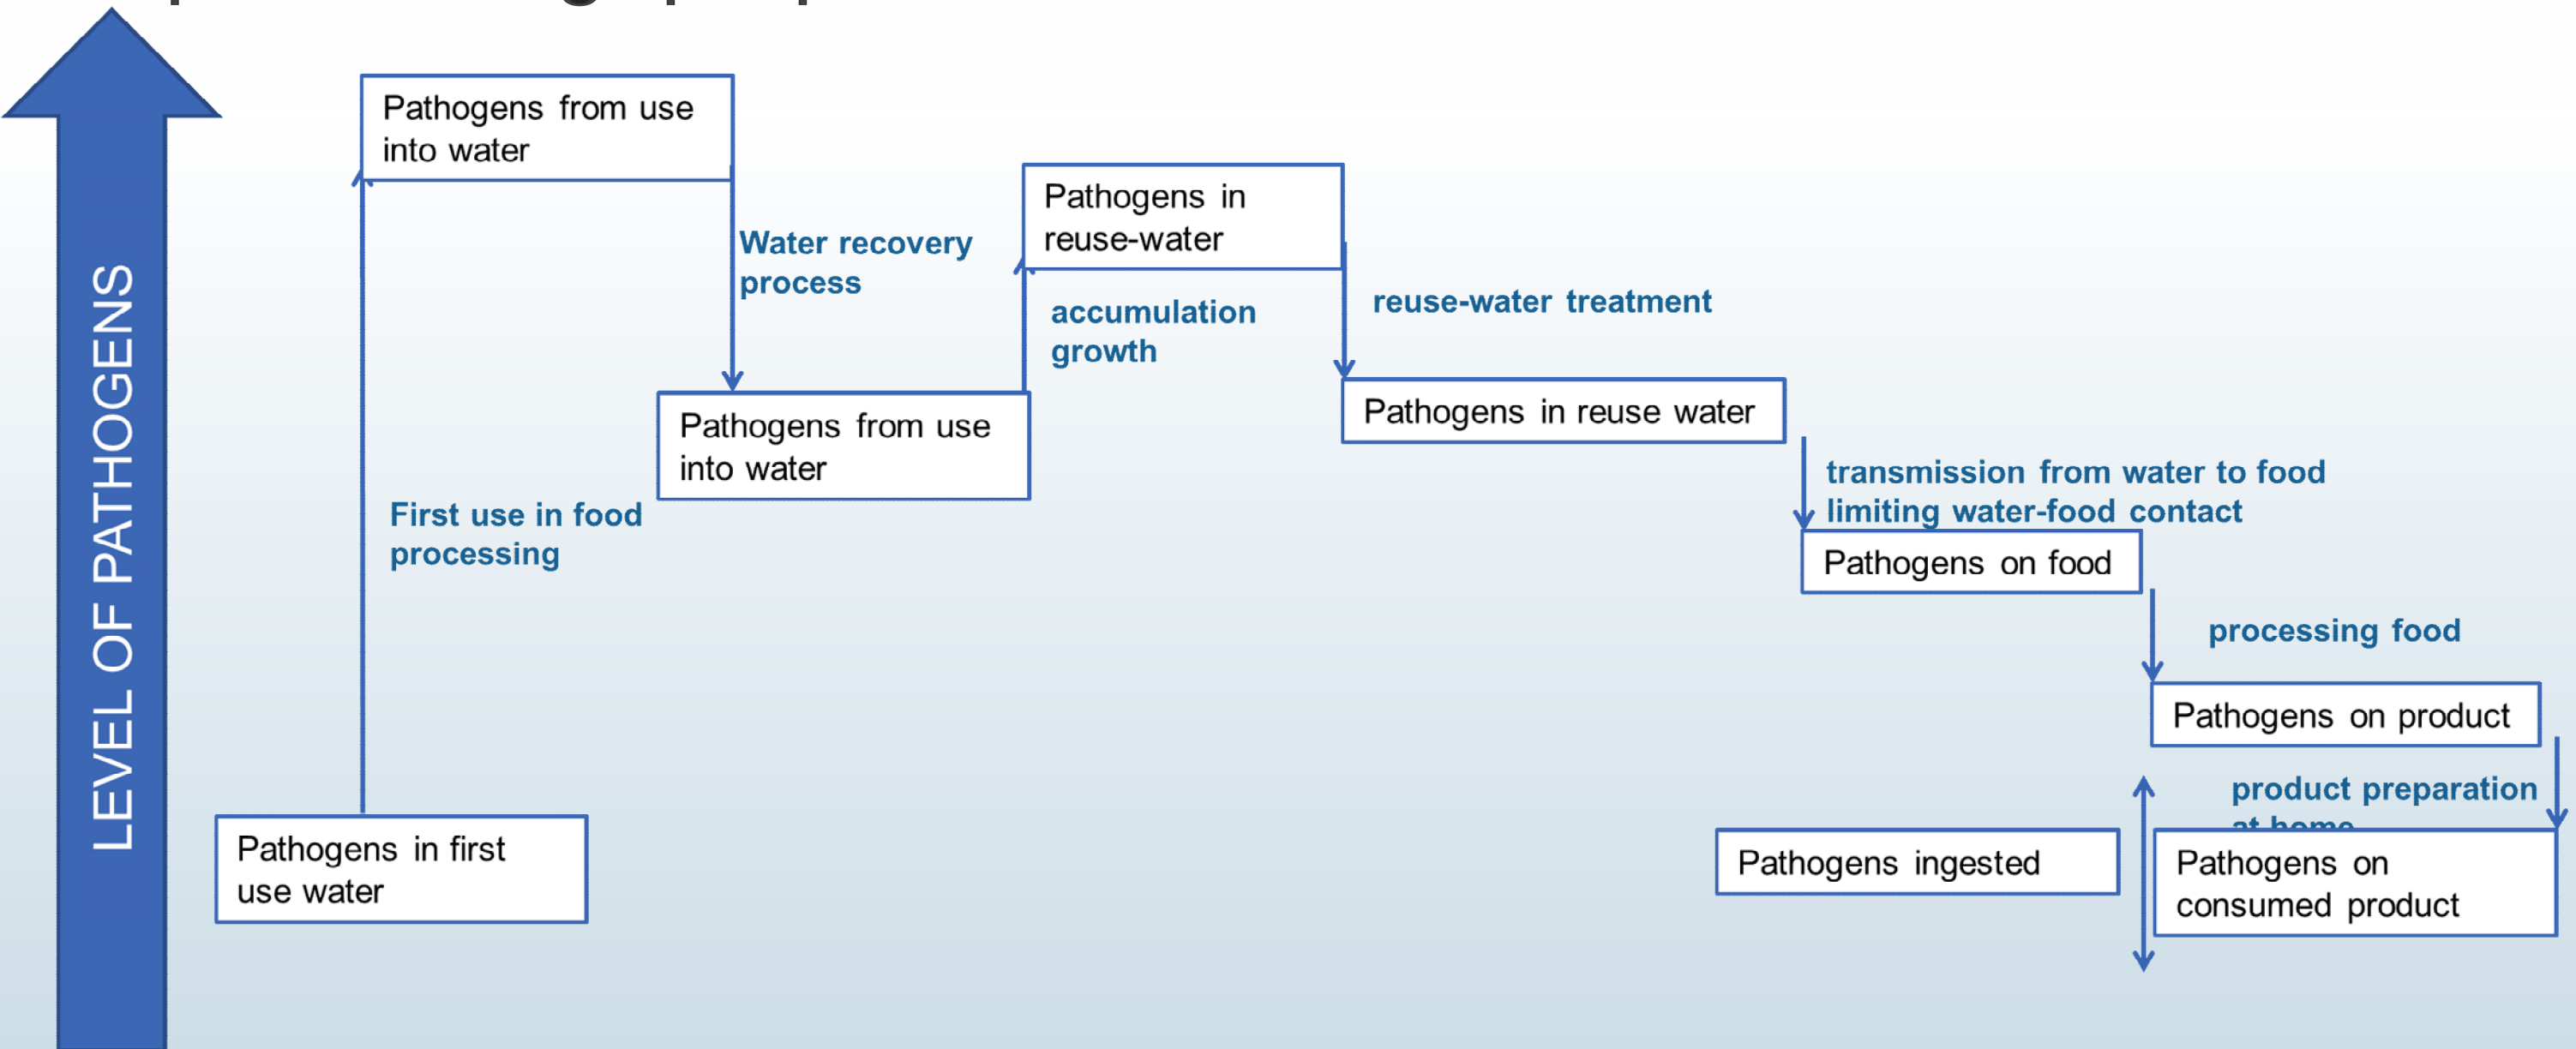 LEVEL OF PATHOGENS
Pathogens from use
into water
Water recovery
process
Pathogens in
reuse-water
accumulation
growth
reuse-water treatment
Pathogens from use
into water
Pathogens in reuse water
First use in food
processing
transmission from water to food
limiting water-food contact
Pathogens on food
processing food
Pathogens on product
product preparation
at home
Pathogens in first
use water
Pathogens ingested
Pathogens on
consumed product